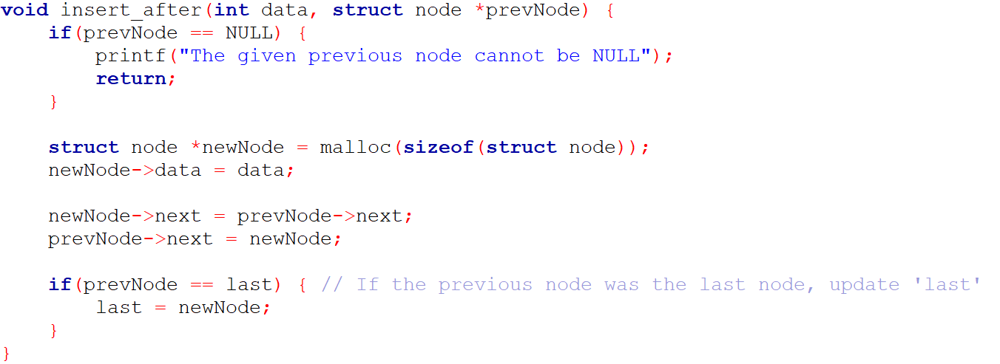 void insert_after(int data, struct node *prevNode) {
    if(prevNode == NULL) {
        printf("The given previous node cannot be NULL");
        return;
    }

    struct node *newNode = malloc(sizeof(struct node));
    newNode->data = data;

    newNode->next = prevNode->next;
    prevNode->next = newNode;

    if(prevNode == last) { // If the previous node was the last node, update 'last'
        last = newNode;
    }
}